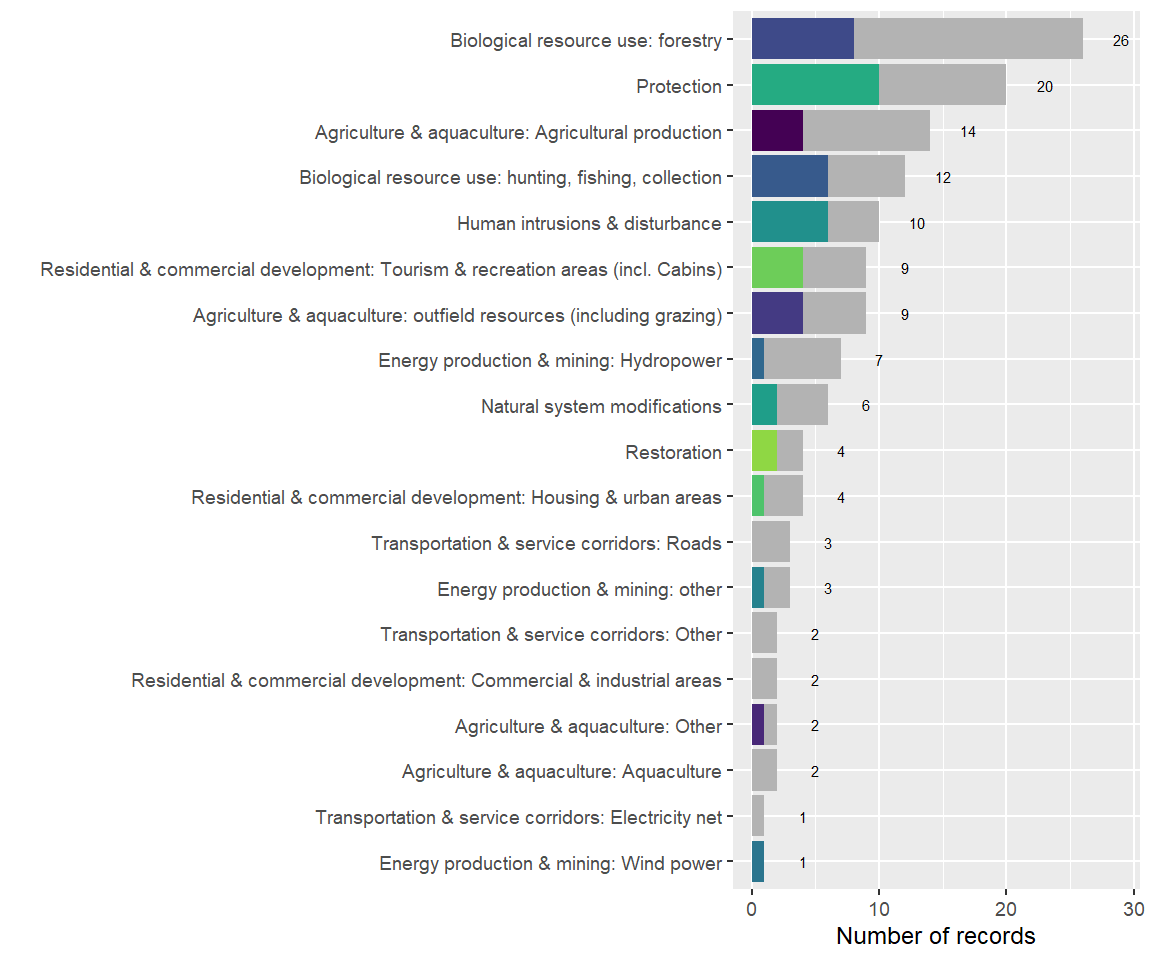 Biological resource use: forestry 26
Protection 20
Agriculture & aquaculture: Agricultural production 14
Biological resource use: hunting, fishing, collection 12
Human intrusions & disturbance 10
Residential & commercial development: Tourism & recreation areas (incl. Cabins) 9
Agriculture & aquaculture: outfield resources (including grazing) 9
Energy production & mining: Hydropower 7
Natural system modifications 6
Restoration 4
Residential & commercial development: Housing & urban areas 4
Transportation & service corridors: Roads 3
Energy production & mining: other 3
Transportation & service corridors: Other 2
Residential & commercial development: Commercial & industrial areas 2
Agriculture & aquaculture: Other 2
Agriculture & aquaculture: Aquaculture 2
Transportation & service corridors: Electricity net 1
Energy production & mining: Wind power 1
0 10 20 30
Number of records